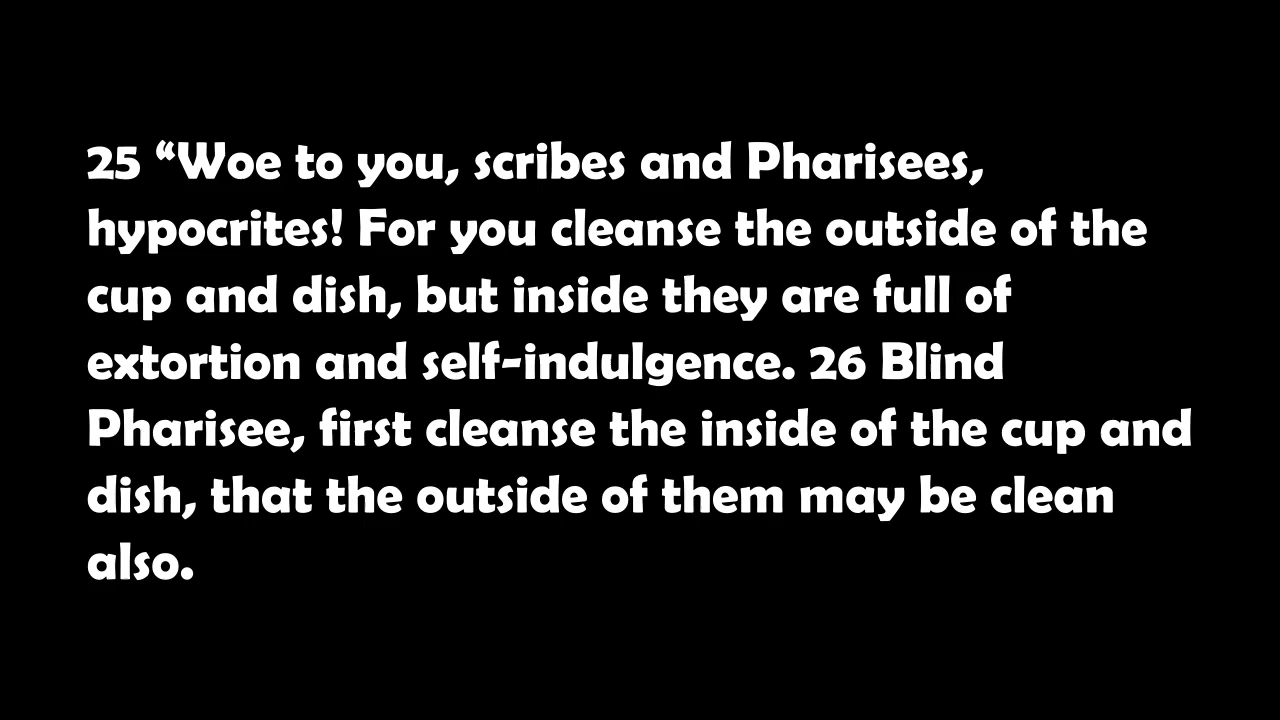 25 “Woe to you, scribes and Pharisees,
hypocrites! For you cleanse the outside of the
cup and dish, but inside they are full of
extortion and self-indulgence. 26 Blind
Pharisee, first cleanse the inside of the cup and
dish, that the outside of them may be clean
also.